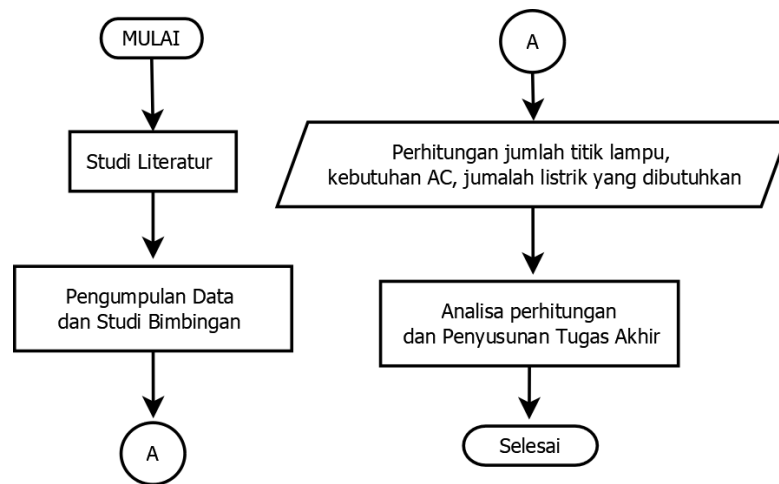 MULAI
Studi Literatur
Pengumpulan Data
dan Studi Bimbingan
A
A
Perhitungan jumlah titik lampu,
kebutuhan AC, jumalah listrik yang dibutuhkan
Analisa perhitungan
dan Penyusunan Tugas Akhir
Selesai